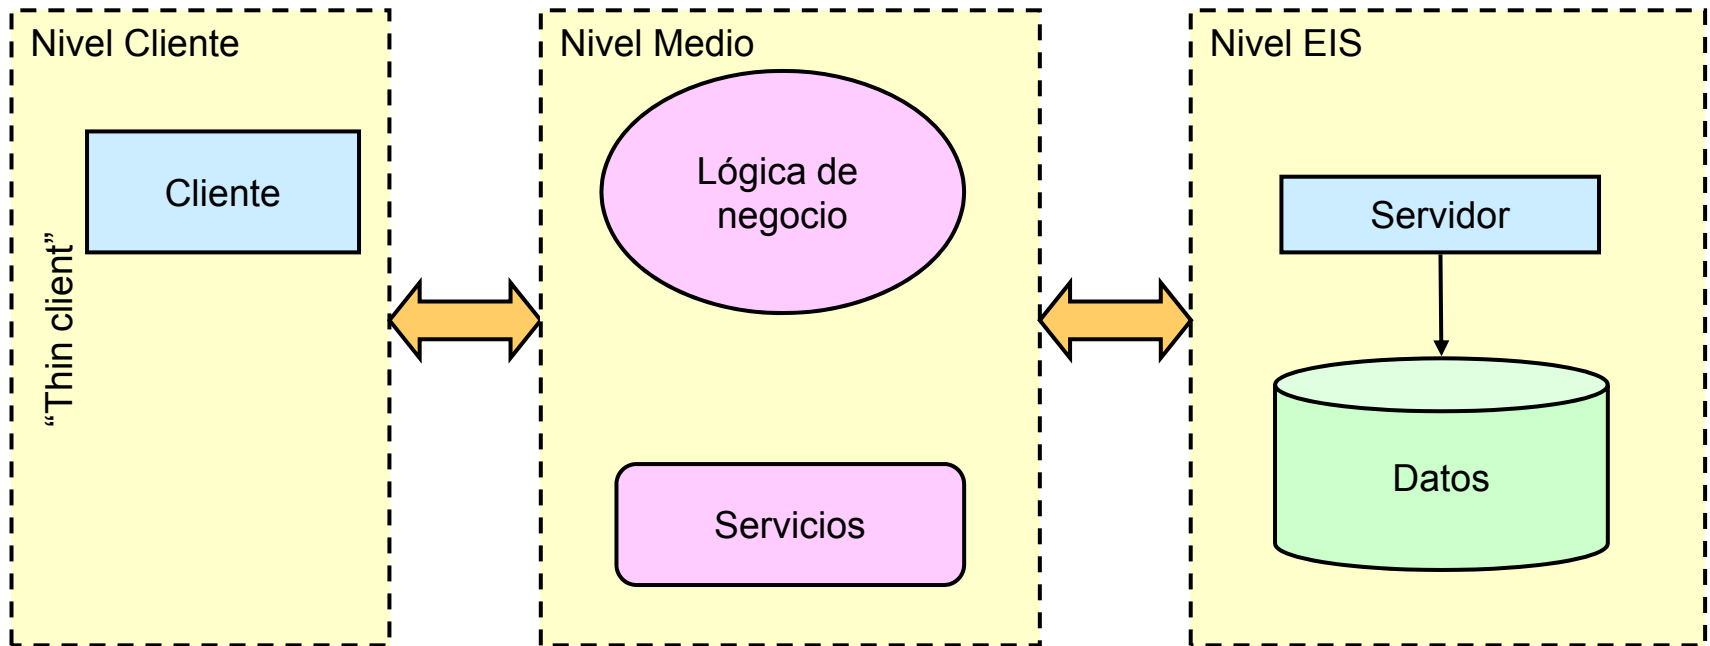 Nivel Cliente
Cliente
“Thin client”
Nivel Medio
Lógica de
negocio
Servicios
Nivel EIS
Servidor
Datos